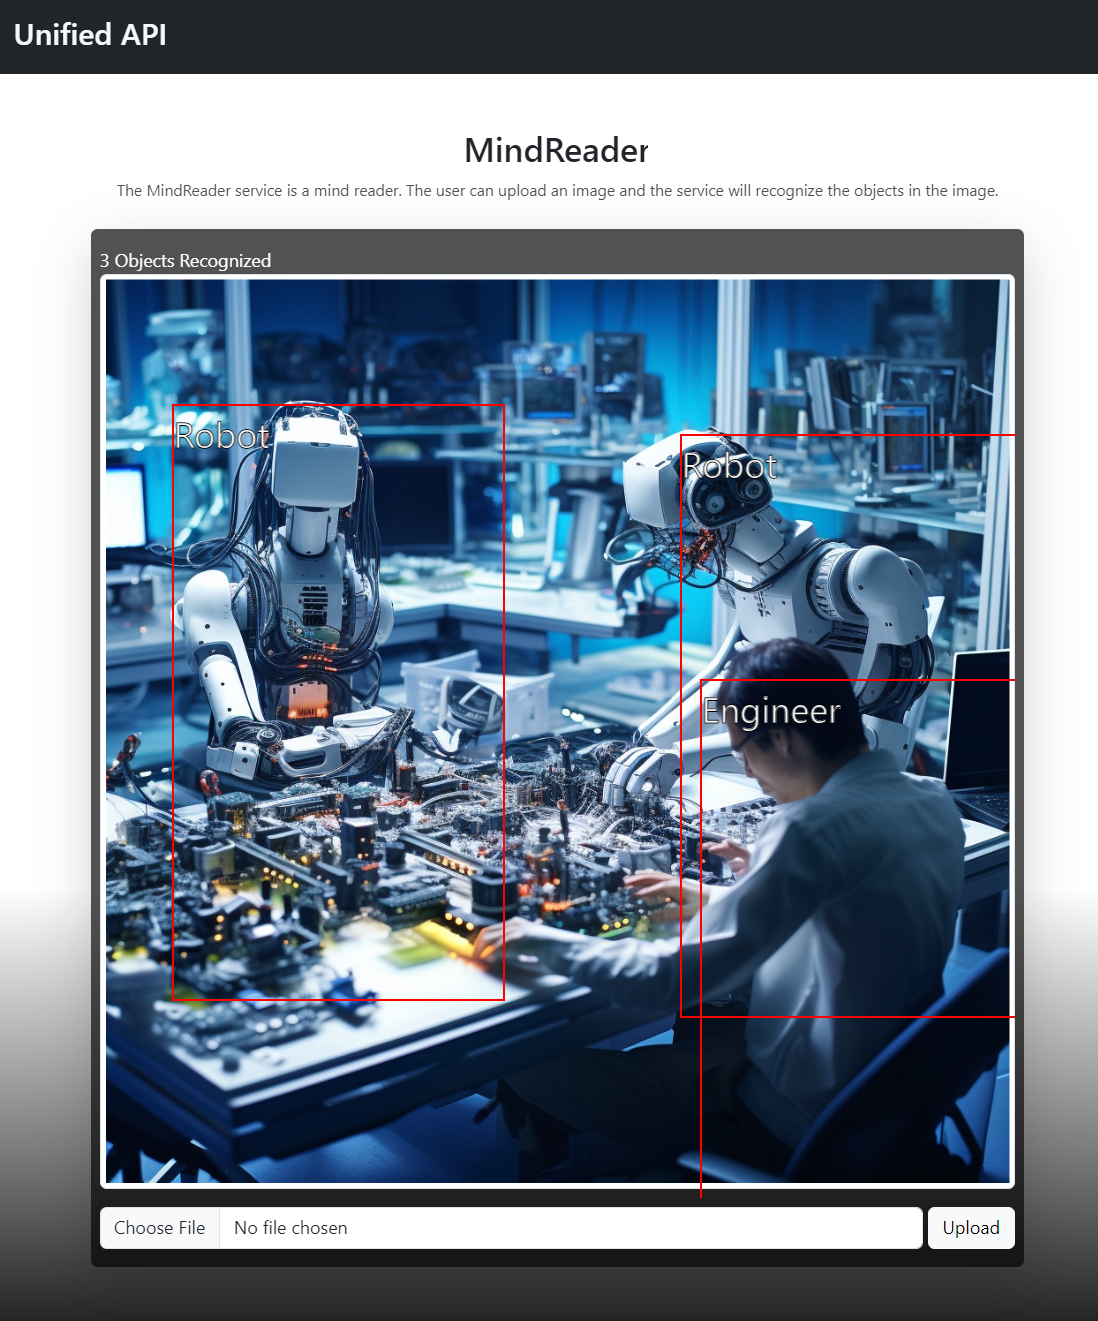 Unified API
MindReader
The MindReader service is a mind reader. The user can upload an image and the service will recognize the objects in the image.
3 Objects Recognized
Robot
Robot
Engineer
Choose File
No file chosen
Upload